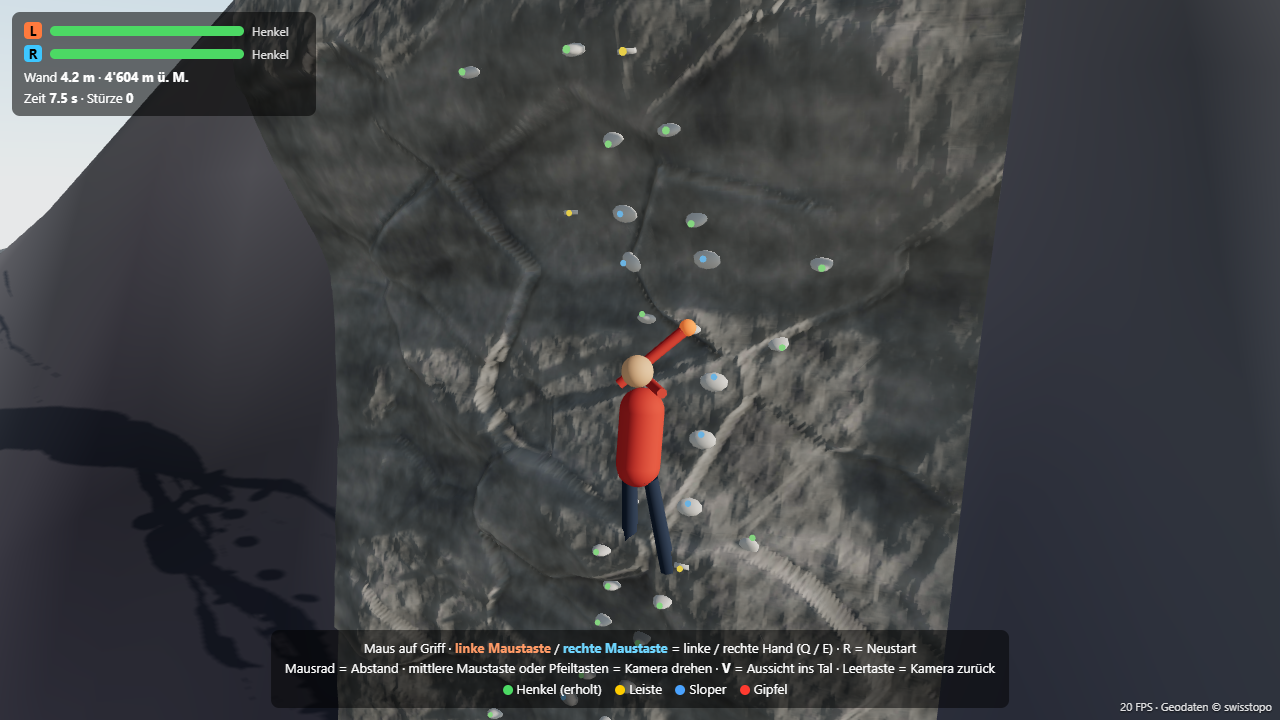 L Henkel
R Henkel
Wand 4.2 m · 4'604 m ü. M.
Zeit 7.5 s · Stürze 0
Maus auf Griff · linke Maustaste / rechte Maustaste = linke / rechte Hand (Q / E) · R = Neustart
Mausrad = Abstand · mittlere Maustaste oder Pfeiltasten = Kamera drehen · V = Aussicht ins Tal · Leertaste = Kamera zurück
Henkel (erholt) Leiste Sloper Gipfel
20 FPS · Geodaten © swisstopo